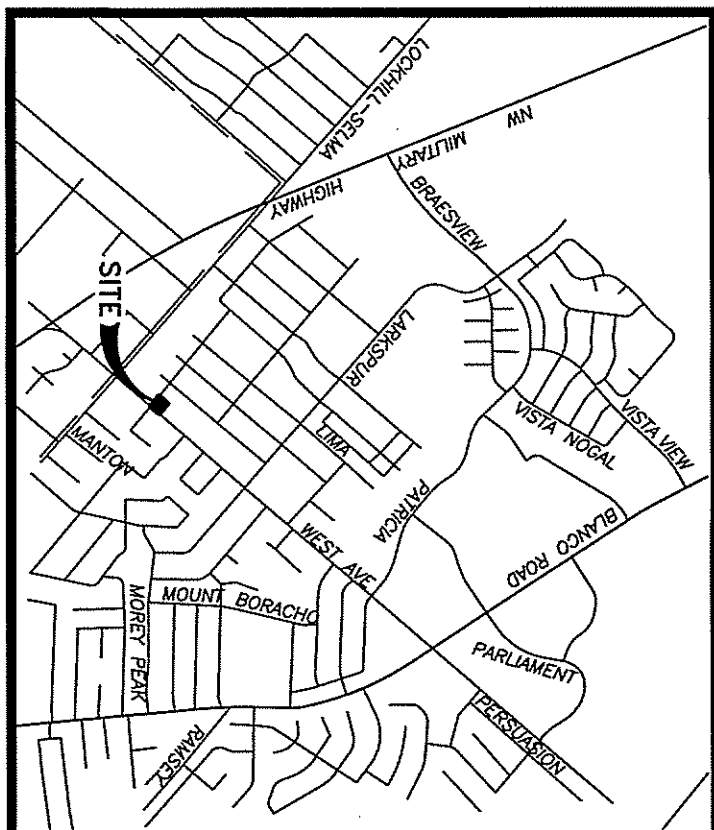 LOCKHILL-SELMA
NW
MILITARY
HIGHWAY
BRAESVIEW
SITE
LARKSPUR
VISTA VIEW
VISTA NOGAL
LIMA
MANTON
PATRICIA
BLANCO ROAD
WEST AVE
MOUNT BORACHO
MOREY PEAK
PARLIAMENT
PERSUASION
RAMSEY